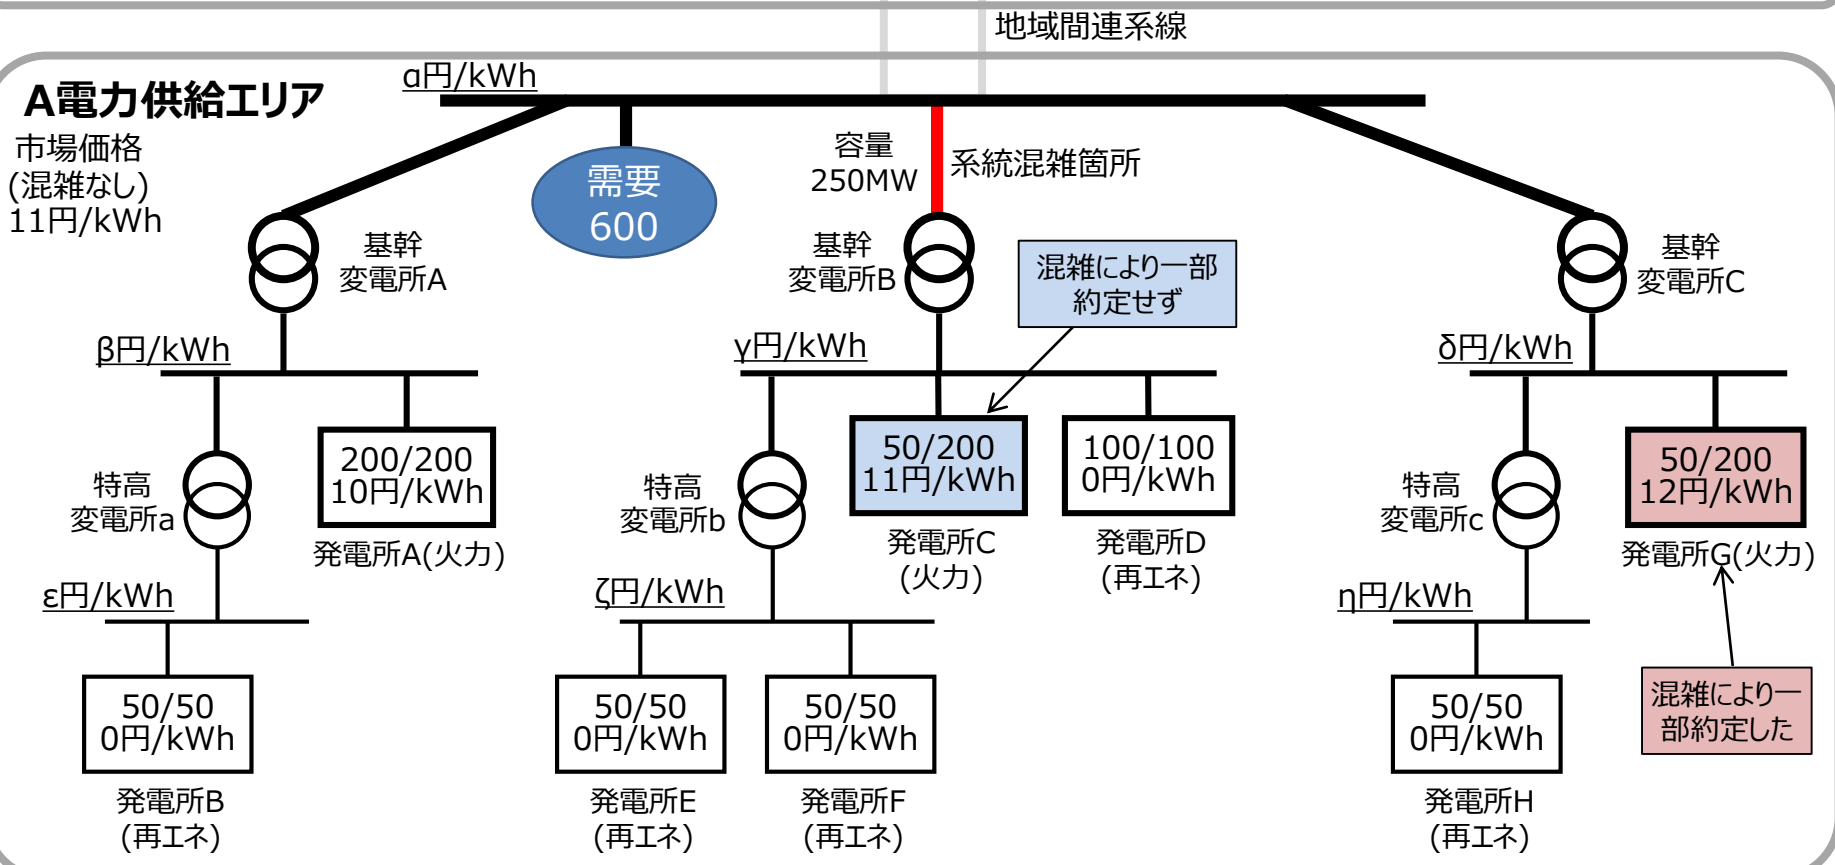 地域間連系線
A電力供給エリア
α円/kWh
市場価格
(混雑なし)
11円/kWh
需要
600
容量
250MW
系統混雑箇所
基幹
変電所A
基幹
変電所B
混雑により一部
約定せず
基幹
変電所C
β円/kWh
γ円/kWh
δ円/kWh
特高
変電所a
200/200
10円/kWh
発電所A(火力)
特高
変電所b
50/200
11円/kWh
発電所C
(火力)
100/100
0円/kWh
発電所D
(再エネ)
特高
変電所c
50/200
12円/kWh
発電所G(火力)
ε円/kWh
ζ円/kWh
η円/kWh
50/50
0円/kWh
発電所B
(再エネ)
50/50
0円/kWh
発電所E
(再エネ)
50/50
0円/kWh
発電所F
(再エネ)
50/50
0円/kWh
発電所H
(再エネ)
混雑により一
部約定した